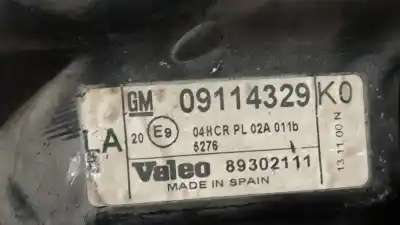 GM 09114329 K0
LA 20 E9 04HCR PL 02A 011b
5276
Valeo 89302111
MADE IN SPAIN
13 11 00 N